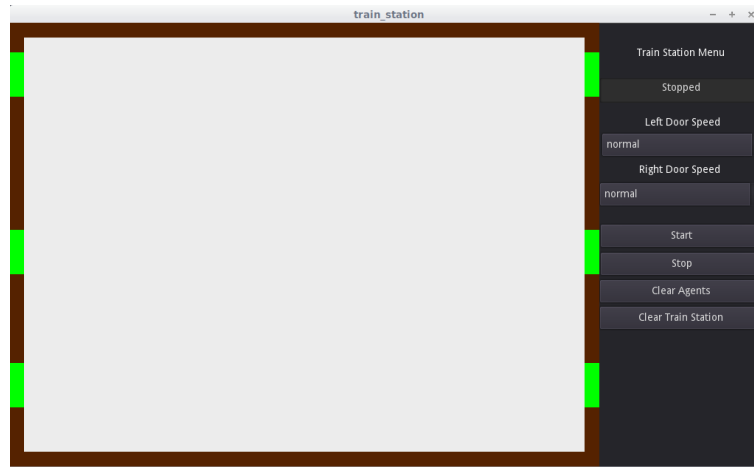 train_station
Train Station Menu
Stopped
Left Door Speed
normal
Right Door Speed
normal
Start
Stop
Clear Agents
Clear Train Station